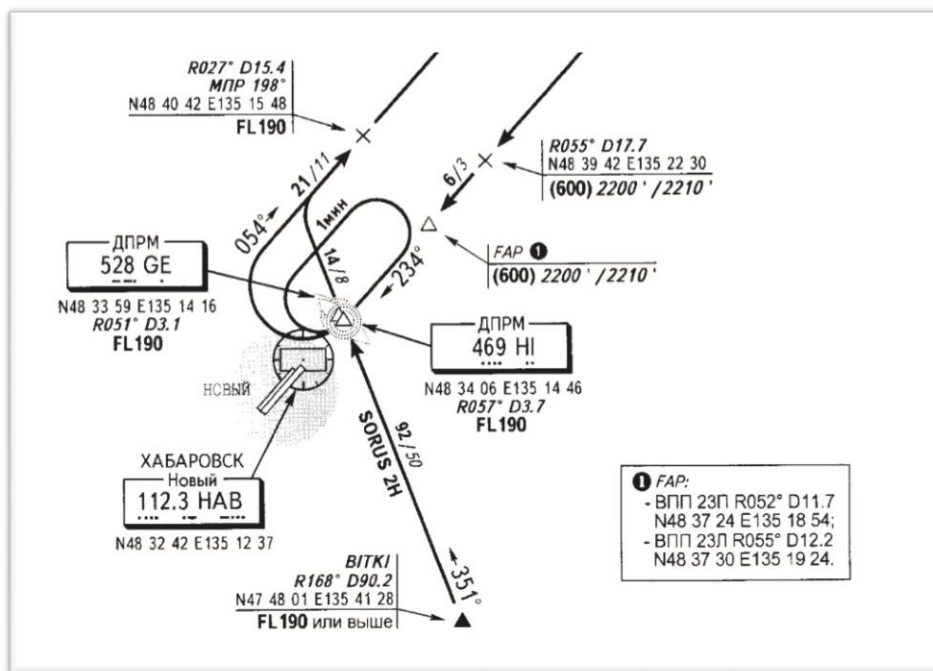 R027° D15.4
МПР 198°
N48 40 42 E135 15 48
FL190
R055° D17.7
N48 39 42 E135 22 30
(600) 2200 ' /2210 '
6/3
21/11
054°
1мин
14/8
234°
FAP ❶
(600) 2200 ' /2210 '
ДПРМ
528 GE
N48 33 59 E135 14 16
R051° D3.1
FL190
ДПРМ
469 HI
N48 34 06 E135 14 46
R057° D3.7
FL190
НОВЫЙ
ХАБАРОВСК
Новый
112.3 HAB
N48 32 42 E135 12 37
92/50
SORUS 2H
351°
BITKI
R168° D90.2
N47 48 01 E135 41 28
FL190 или выше
❶ FAP:
- ВПП 23П R052° D11.7
N48 37 24 E135 18 54;
- ВПП 23Л R055° D12.2
N48 37 30 E135 19 24.